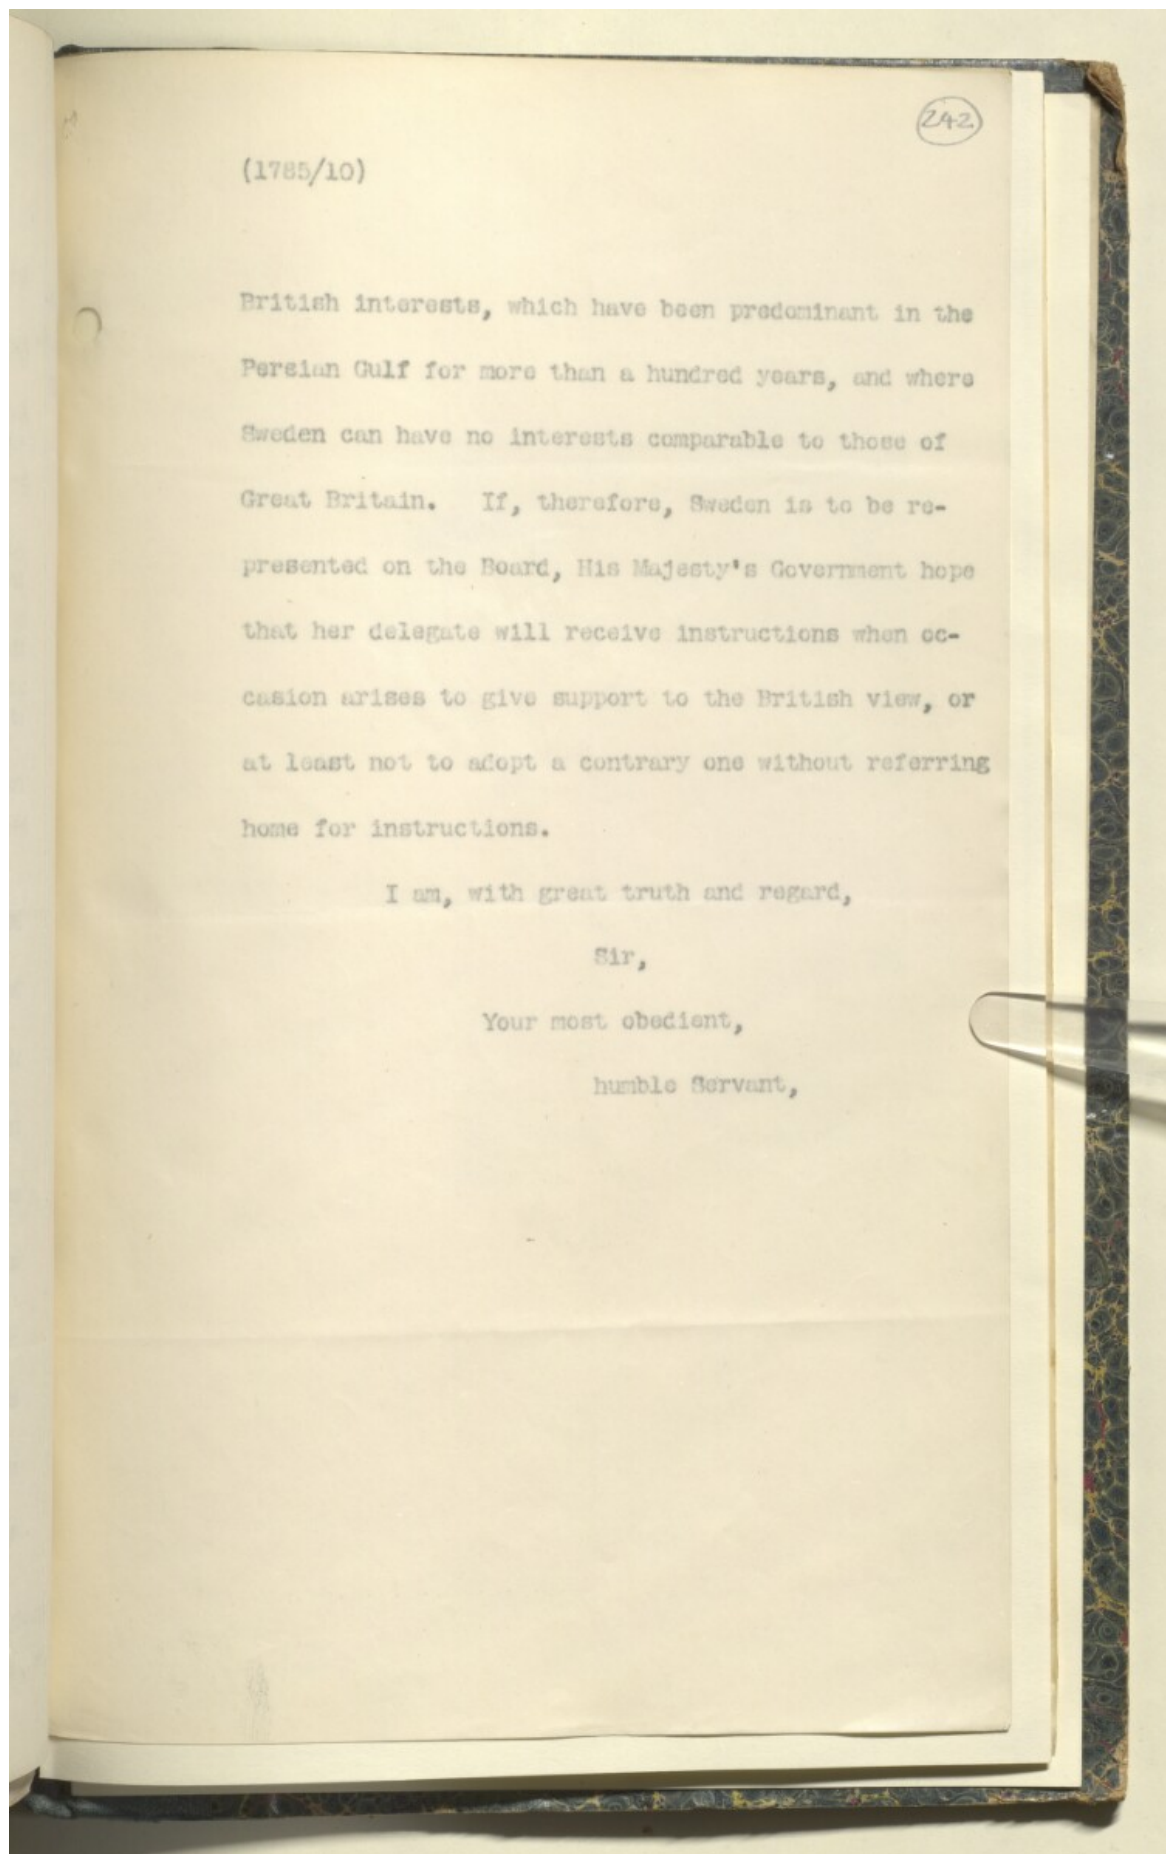 242
(1785/10)
British interests, which have been predominant in the
Persian Gulf for more than a hundred years, and where
Sweden can have no interests comparable to those of
Great Britain. If, therefore, Sweden is to be re-
presented on the Board, His Majesty's Government hope
that her delegate will receive instructions when oc-
casion arises to give support to the British view, or
at least not to adopt a contrary one without referring
home for instructions.
I am, with great truth and regard,
Sir,
Your most obedient,
humble Servant,